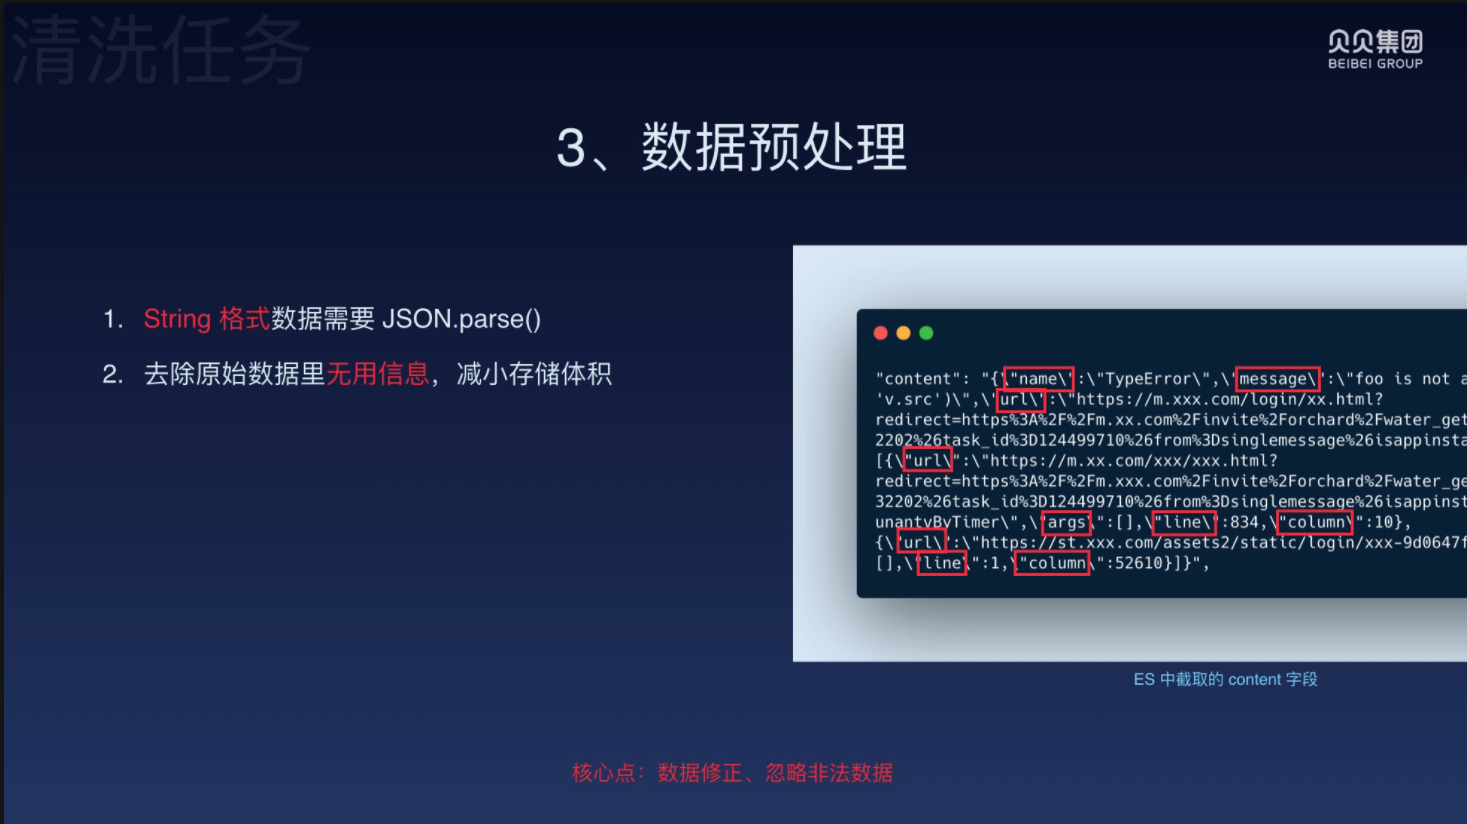 清洗任务
贝贝集团
BEIBEI GROUP
3、数据预处理
1. String 格式数据需要 JSON.parse()
2. 去除原始数据里无用信息，减小存储体积
"content": "{\"name\":\"TypeError\",\"message\":\"foo is not a
'v.src')\",\"url\":\"https://m.xxx.com/login/xx.html?
redirect=https%3A%2F%2Fm.xx.com%2Finvite%2Forchard%2Fwater_get
2202%26task_id%3D124499710%26from%3Dsinglemessage%26isappinsta
[{\"url\":\"https://m.xx.com/xxx/xxx.html?
redirect=https%3A%2F%2Fm.xxx.com%2Finvite%2Forchard%2Fwater_ge
32202%26task_id%3D124499710%26from%3Dsinglemessage%26isappinst
unantyByTimer\",\"args\":[],\"line\":834,\"column\":10},
{\"url\":\"https://st.xxx.com/assets2/static/login/xxx-9d0647f
[],\"line\":1,\"column\":52610}]}",
ES 中截取的 content 字段
核心点：数据修正、忽略非法数据